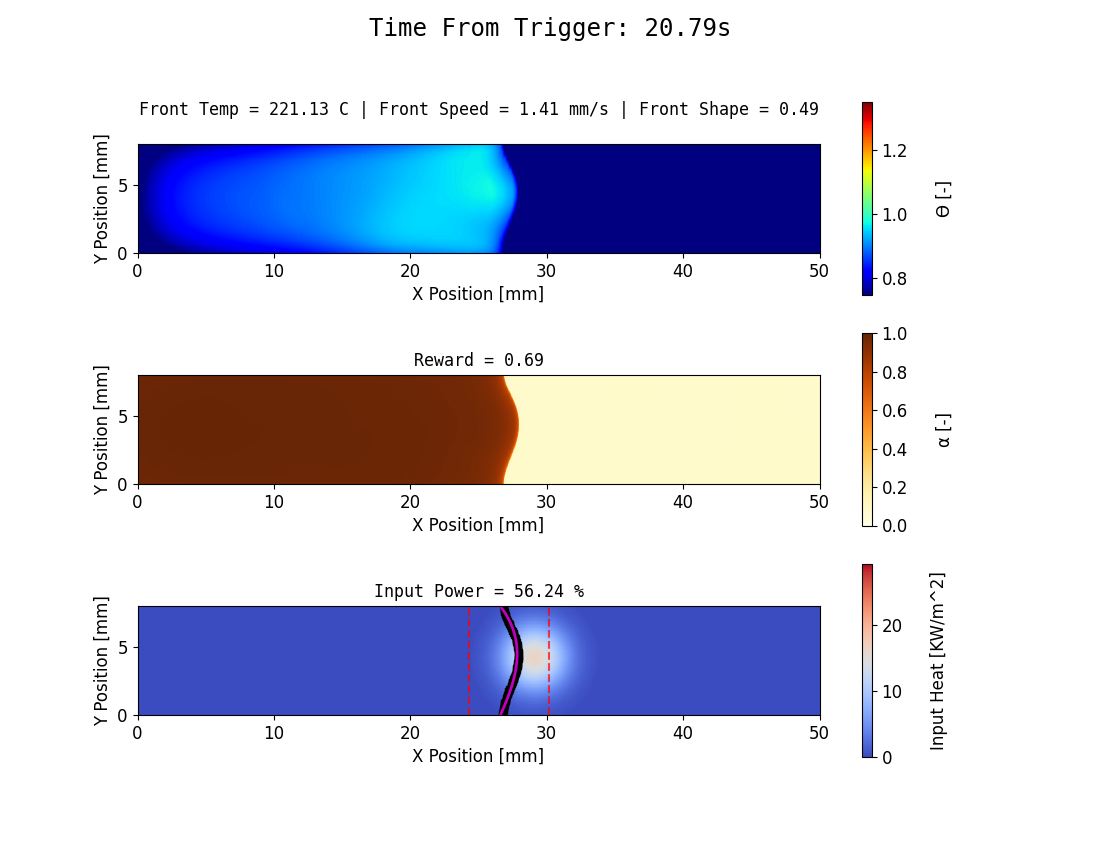 Time From Trigger: 20.79s
Front Temp = 221.13 C | Front Speed = 1.41 mm/s | Front Shape = 0.49
Y Position [mm]
5
0
0 10 20 30 40 50
X Position [mm]
1.2
1.0
0.8
Θ [-]
Reward = 0.69
Y Position [mm]
5
0
0 10 20 30 40 50
X Position [mm]
1.0
0.8
0.6
0.4
0.2
0.0
α [-]
Input Power = 56.24 %
Y Position [mm]
5
0
0 10 20 30 40 50
X Position [mm]
20
10
0
Input Heat [KW/m^2]